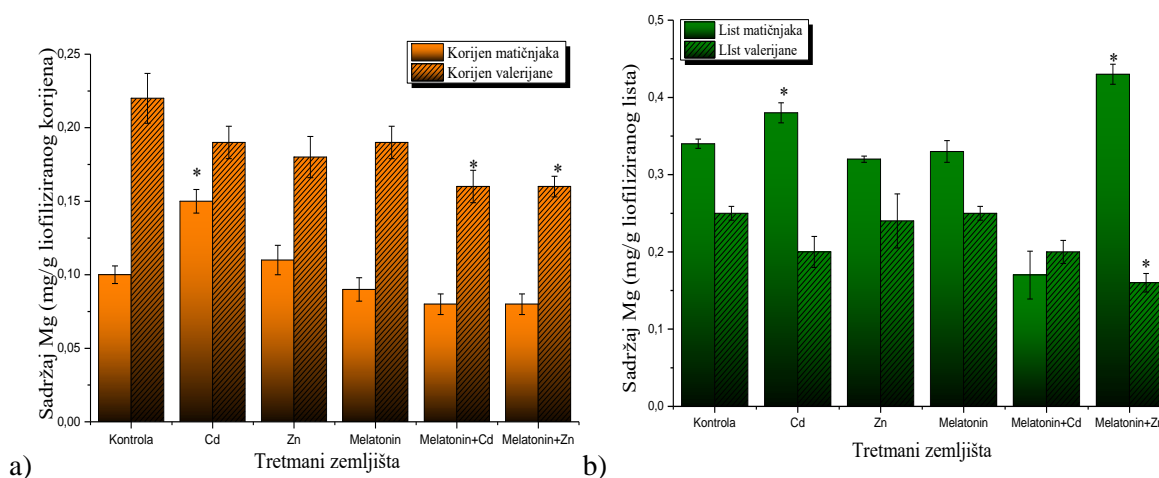 Korijen matičnjaka
Korijen valerijane
Sadržaj Mg (mg/g liofiliziranog korijena)
0,25
0,20
0,15
0,10
0,05
0,00
*
*
*
Kontrola Cd Zn Melatonin Melatonin+Cd Melatonin+Zn
Tretmani zemljišta
a)
List matičnjaka
LIst valerijane
Sadržaj Mg (mg/g liofiliziranog lista)
0,5
0,4
0,3
0,2
0,1
0,0
*
*
*
Kontrola Cd Zn Melatonin Melatonin+Cd Melatonin+Zn
Tretmani zemljišta
b)